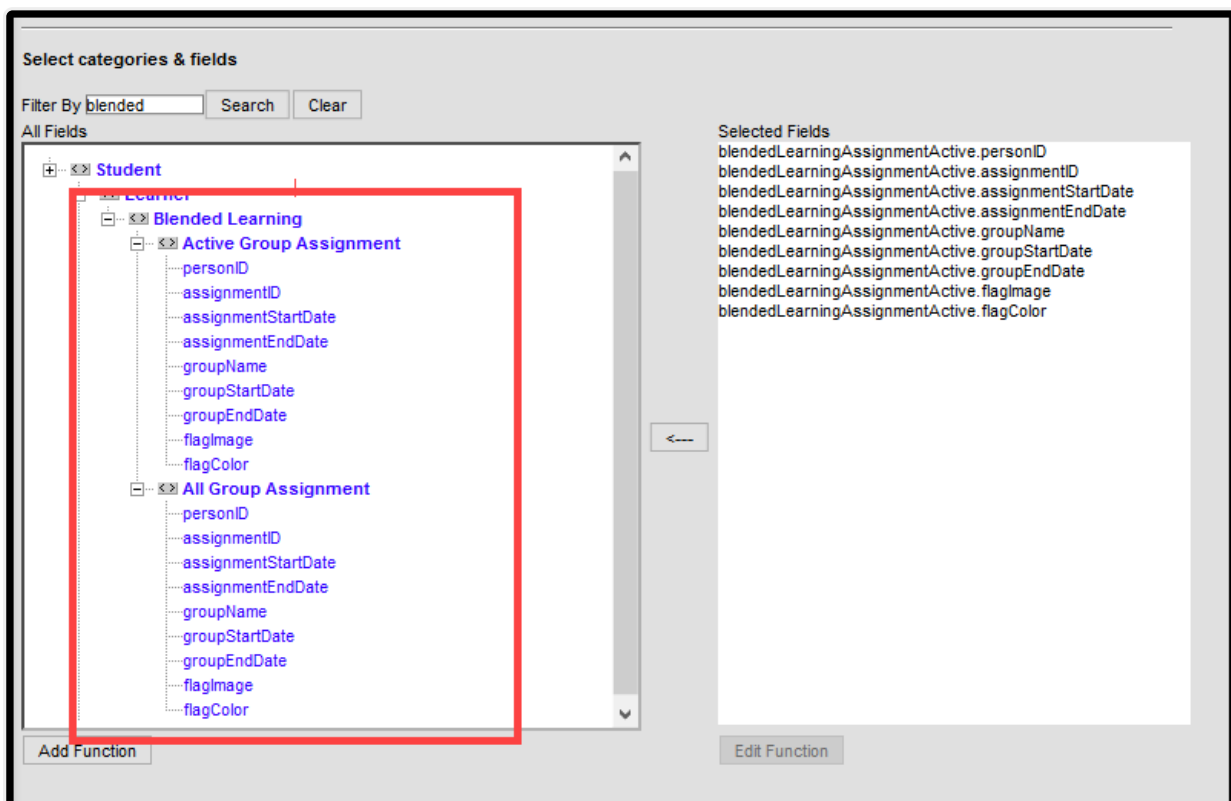 Select categories & fields
Filter By blended Search Clear
All Fields
Student
Learner
Blended Learning
Active Group Assignment
personID
assignmentID
assignmentStartDate
assignmentEndDate
groupName
groupStartDate
groupEndDate
flagImage
flagColor
All Group Assignment
personID
assignmentID
assignmentStartDate
assignmentEndDate
groupName
groupStartDate
groupEndDate
flagImage
flagColor
Add Function
<---
Selected Fields
blendedLearningAssignmentActive.personID
blendedLearningAssignmentActive.assignmentID
blendedLearningAssignmentActive.assignmentStartDate
blendedLearningAssignmentActive.assignmentEndDate
blendedLearningAssignmentActive.groupName
blendedLearningAssignmentActive.groupStartDate
blendedLearningAssignmentActive.groupEndDate
blendedLearningAssignmentActive.flagImage
blendedLearningAssignmentActive.flagColor
Edit Function